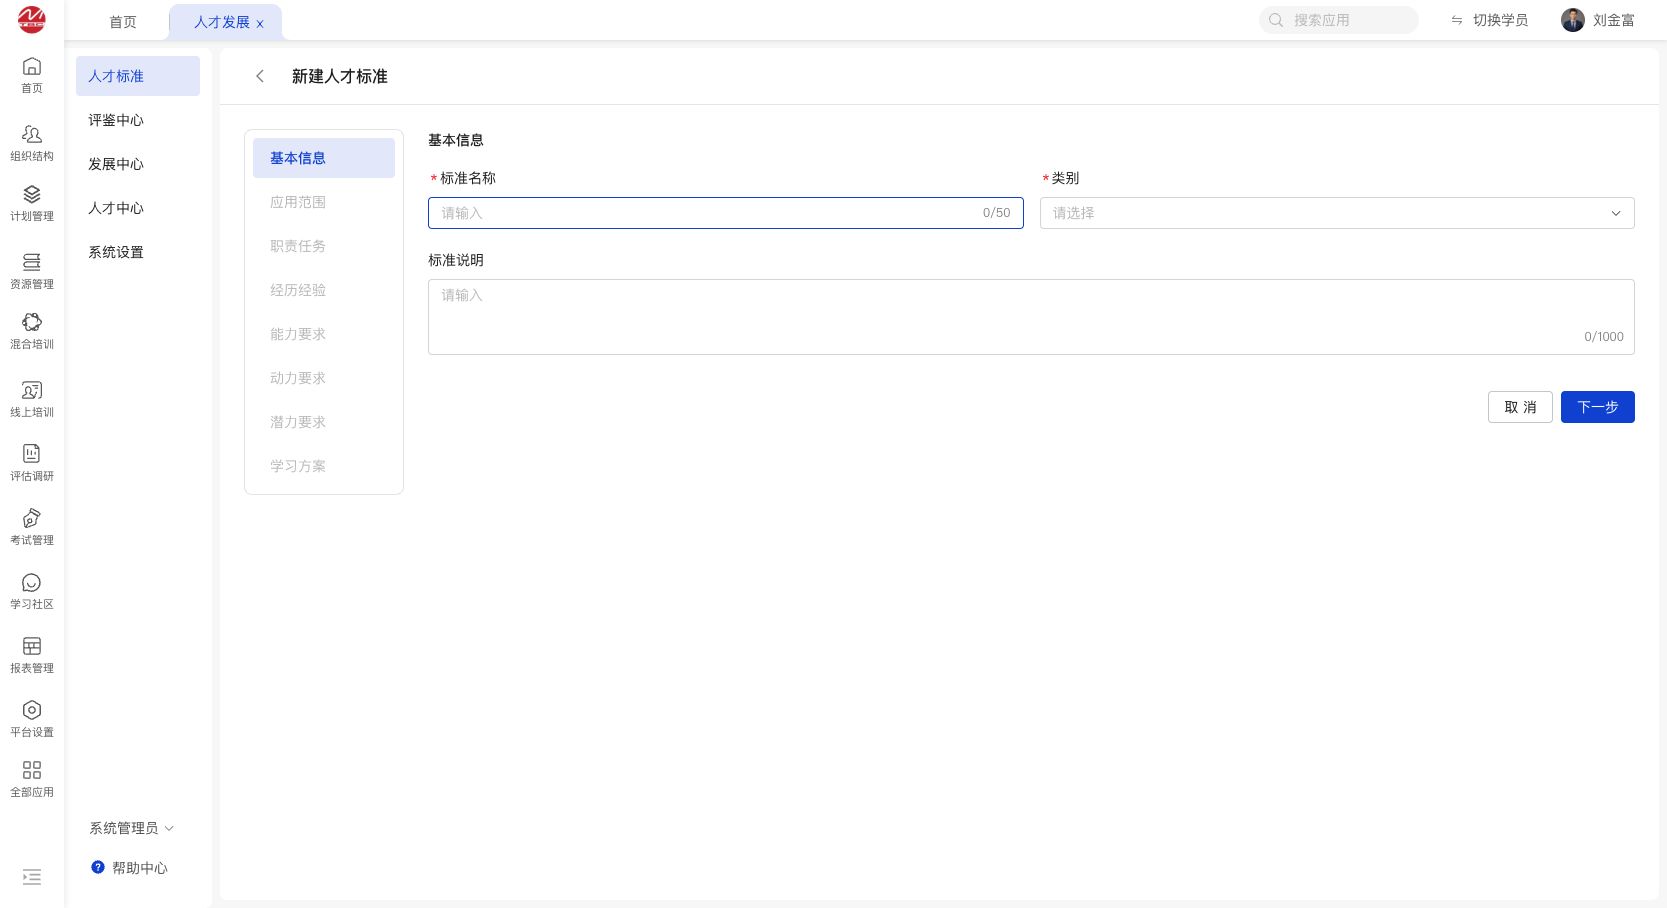 首页
人才发展 x
搜索应用
切换学员
刘金富
首页
组织结构
计划管理
资源管理
混合培训
线上培训
评估调研
考试管理
学习社区
报表管理
平台设置
全部应用
人才标准
评鉴中心
发展中心
人才中心
系统设置
系统管理员
帮助中心
新建人才标准
基本信息
应用范围
职责任务
经历经验
能力要求
动力要求
潜力要求
学习方案
基本信息
*标准名称
请输入 0/50
*类别
请选择
标准说明
请输入
0/1000
取 消
下一步